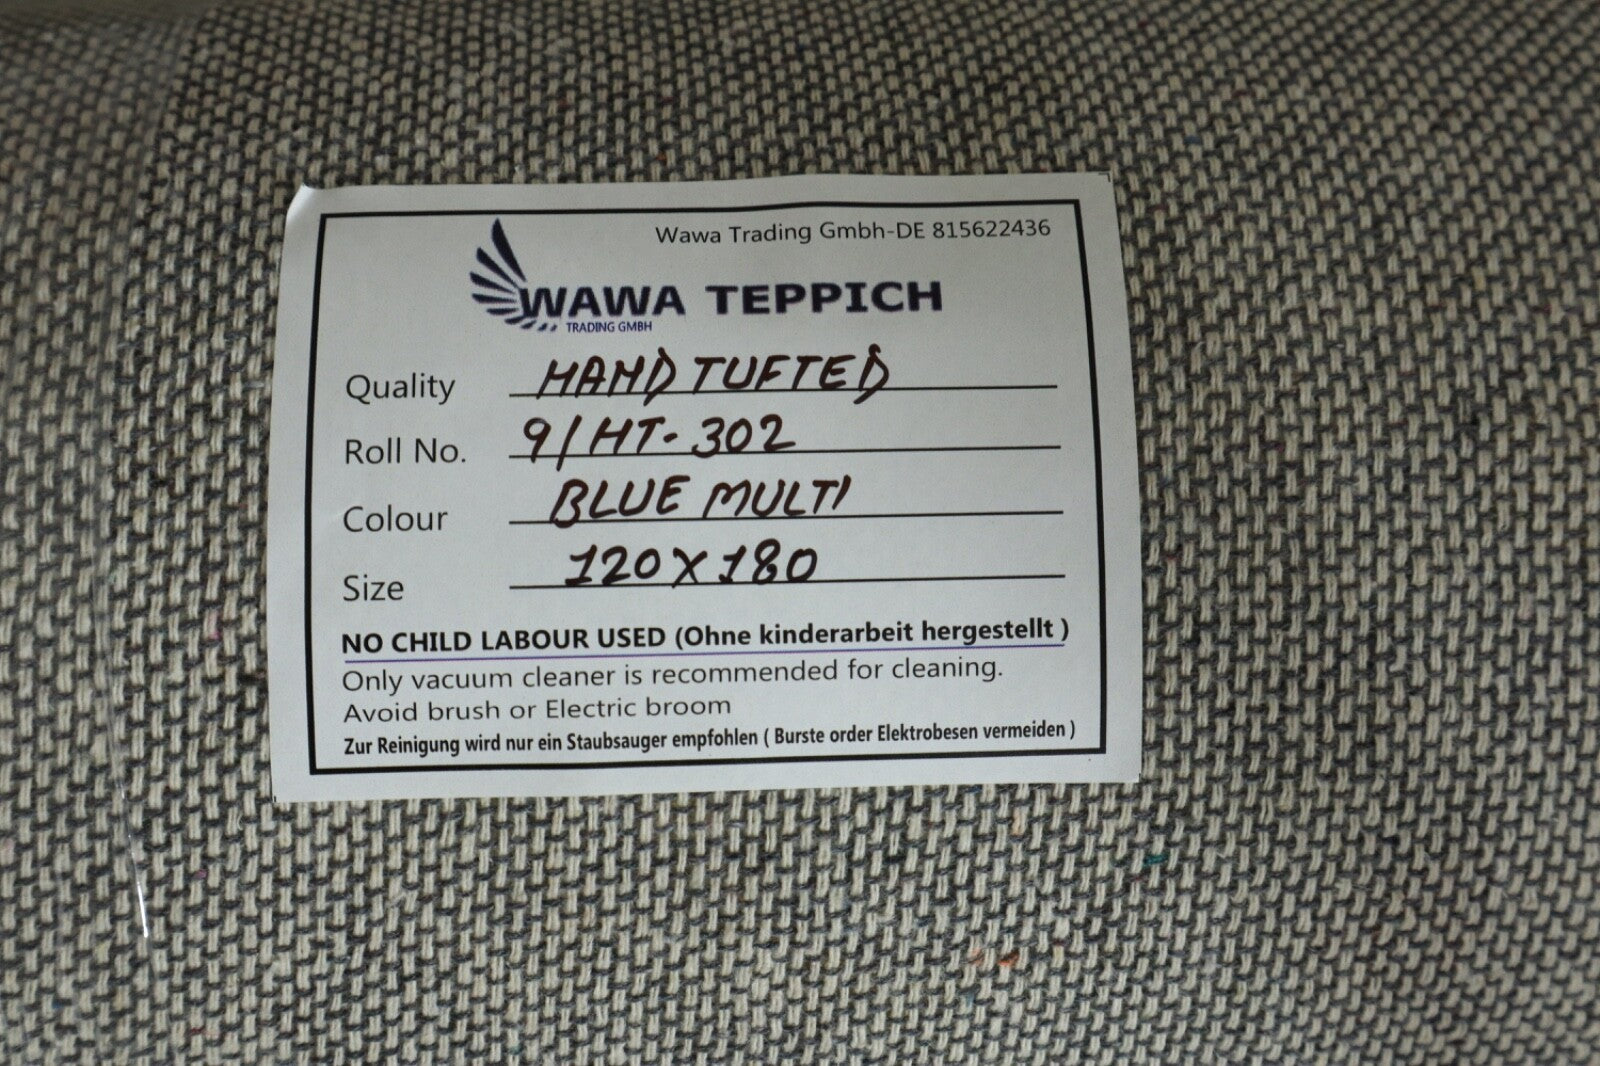 Wawa Trading Gmbh-DE 815622436
WAWA TEPPICH
TRADING GMBH
Quality HAND TUFTED
Roll No. 9/HT-302
Colour BLUE MULTI
Size 120X180
NO CHILD LABOUR USED (Ohne kinderarbeit hergestellt )
Only vacuum cleaner is recommended for cleaning.
Avoid brush or Electric broom
Zur Reinigung wird nur ein Staubsauger empfohlen ( Burste order Elektrobesen vermeiden )